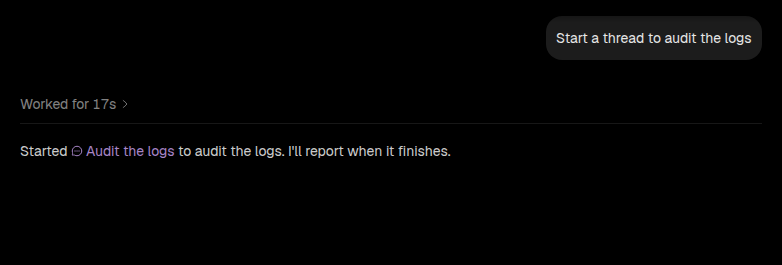 Start a thread to audit the logs
Worked for 17s
Started Audit the logs to audit the logs. I'll report when it finishes.